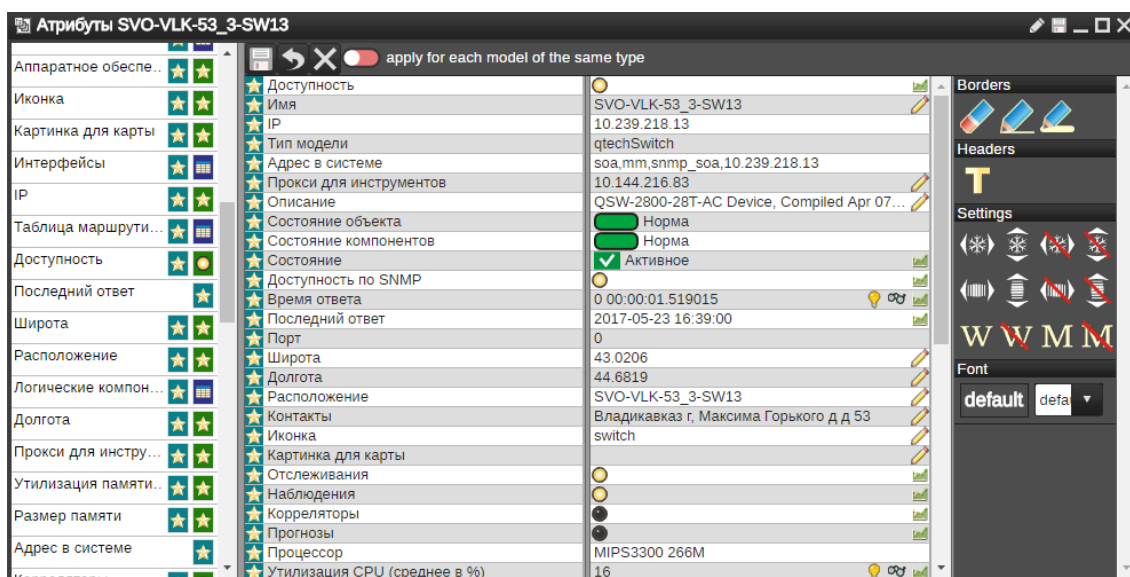 Атрибуты SVO-VLK-53_3-SW13
Аппаратное обеспе..
Иконка
Картинка для карты
Интерфейсы
IP
Таблица маршрути...
Доступность
Последний ответ
Широта
Расположение
Логические компон...
Долгота
Прокси для инстру...
Утилизация памяти..
Размер памяти
Адрес в системе
apply for each model of the same type
Доступность
Имя SVO-VLK-53_3-SW13
IP 10.239.218.13
Тип модели qtechSwitch
Адрес в системе soa,mm,snmp_soa,10.239.218.13
Прокси для инструментов 10.144.216.83
Описание QSW-2800-28T-AC Device, Compiled Apr 07...
Состояние объекта Норма
Состояние компонентов Норма
Состояние Активное
Доступность по SNMP
Время ответа 0 00:00:01.519015
Последний ответ 2017-05-23 16:39:00
Порт 0
Широта 43.0206
Долгота 44.6819
Расположение SVO-VLK-53_3-SW13
Контакты Владикавказ г, Максима Горького д д 53
Иконка switch
Картинка для карты
Отслеживания
Наблюдения
Корреляторы
Прогнозы
Процессор MIPS3300 266M
Утилизация CPU (среднее в %) 16
Borders
Headers
T
Settings
W W M M
Font
default defau